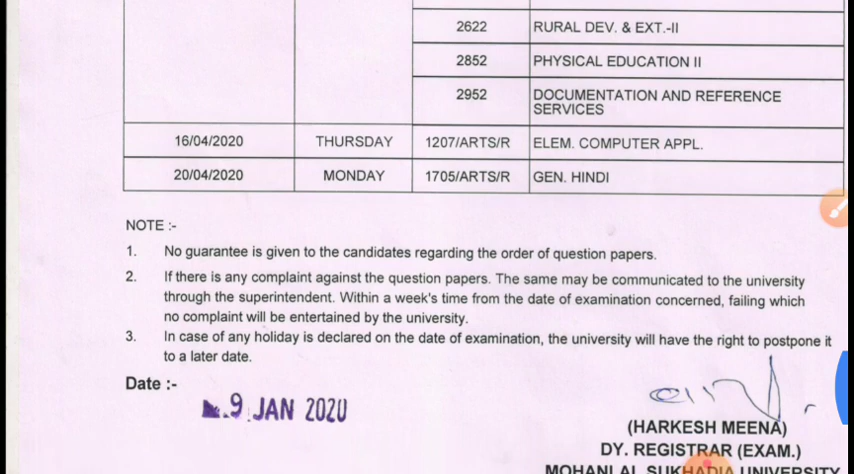 2622 RURAL DEV. & EXT.-II
2852 PHYSICAL EDUCATION II
2952 DOCUMENTATION AND REFERENCE
SERVICES
16/04/2020 THURSDAY 1207/ARTS/R ELEM. COMPUTER APPL.
20/04/2020 MONDAY 1705/ARTS/R GEN. HINDI
NOTE :-
1. No guarantee is given to the candidates regarding the order of question papers.
2. If there is any complaint against the question papers. The same may be communicated to the university
through the superintendent. Within a week's time from the date of examination concerned, failing which
no complaint will be entertained by the university.
3. In case of any holiday is declared on the date of examination, the university will have the right to postpone it
to a later date.
Date :-
9 JAN 2020
(HARKESH MEENA)
DY. REGISTRAR (EXAM.)
MOHANLAL SUKHADIA UNIVERSITY